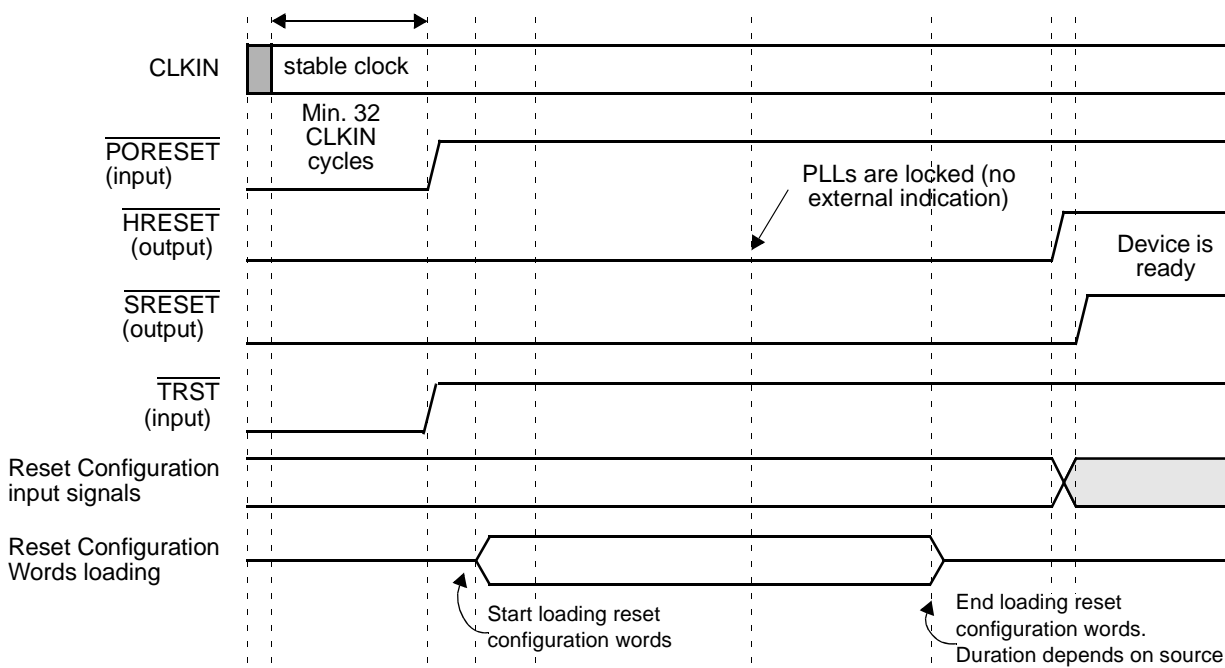 CLKIN
stable clock
Min. 32
CLKIN
cycles
PORESET
(input)
PLLs are locked (no
external indication)
HRESET
(output)
Device is
ready
SRESET
(output)
TRST
(input)
Reset Configuration
input signals
Reset Configuration
Words loading
Start loading reset
configuration words
End loading reset
configuration words.
Duration depends on source